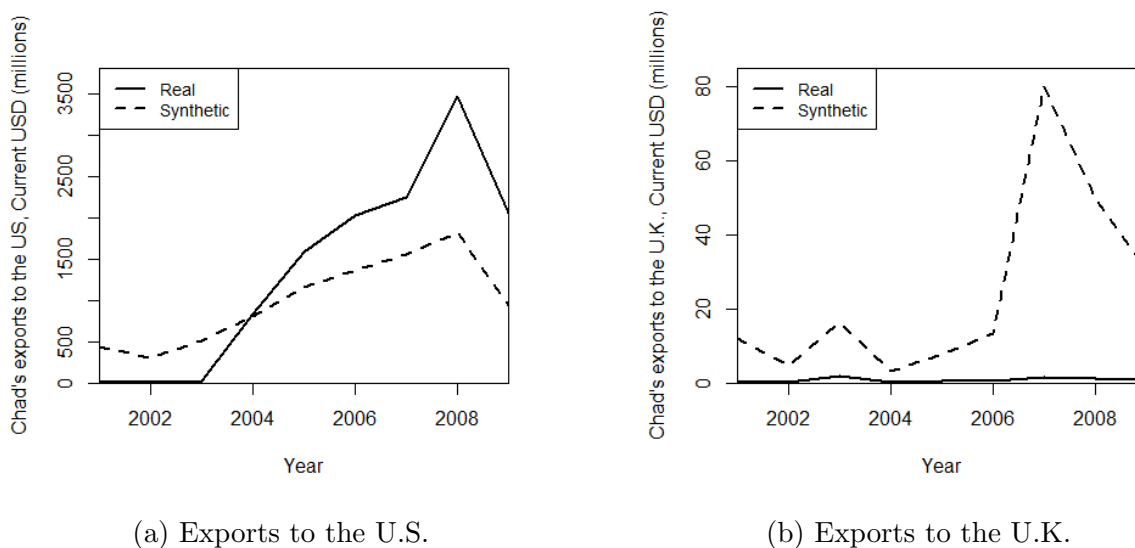 Chad's exports to the US, Current USD (millions)
3500
2500
1500
500
0
Real
Synthetic
2002 2004 2006 2008
Year
(a) Exports to the U.S.
Chad's exports to the U.K., Current USD (millions)
80
60
40
20
0
Real
Synthetic
2002 2004 2006 2008
Year
(b) Exports to the U.K.